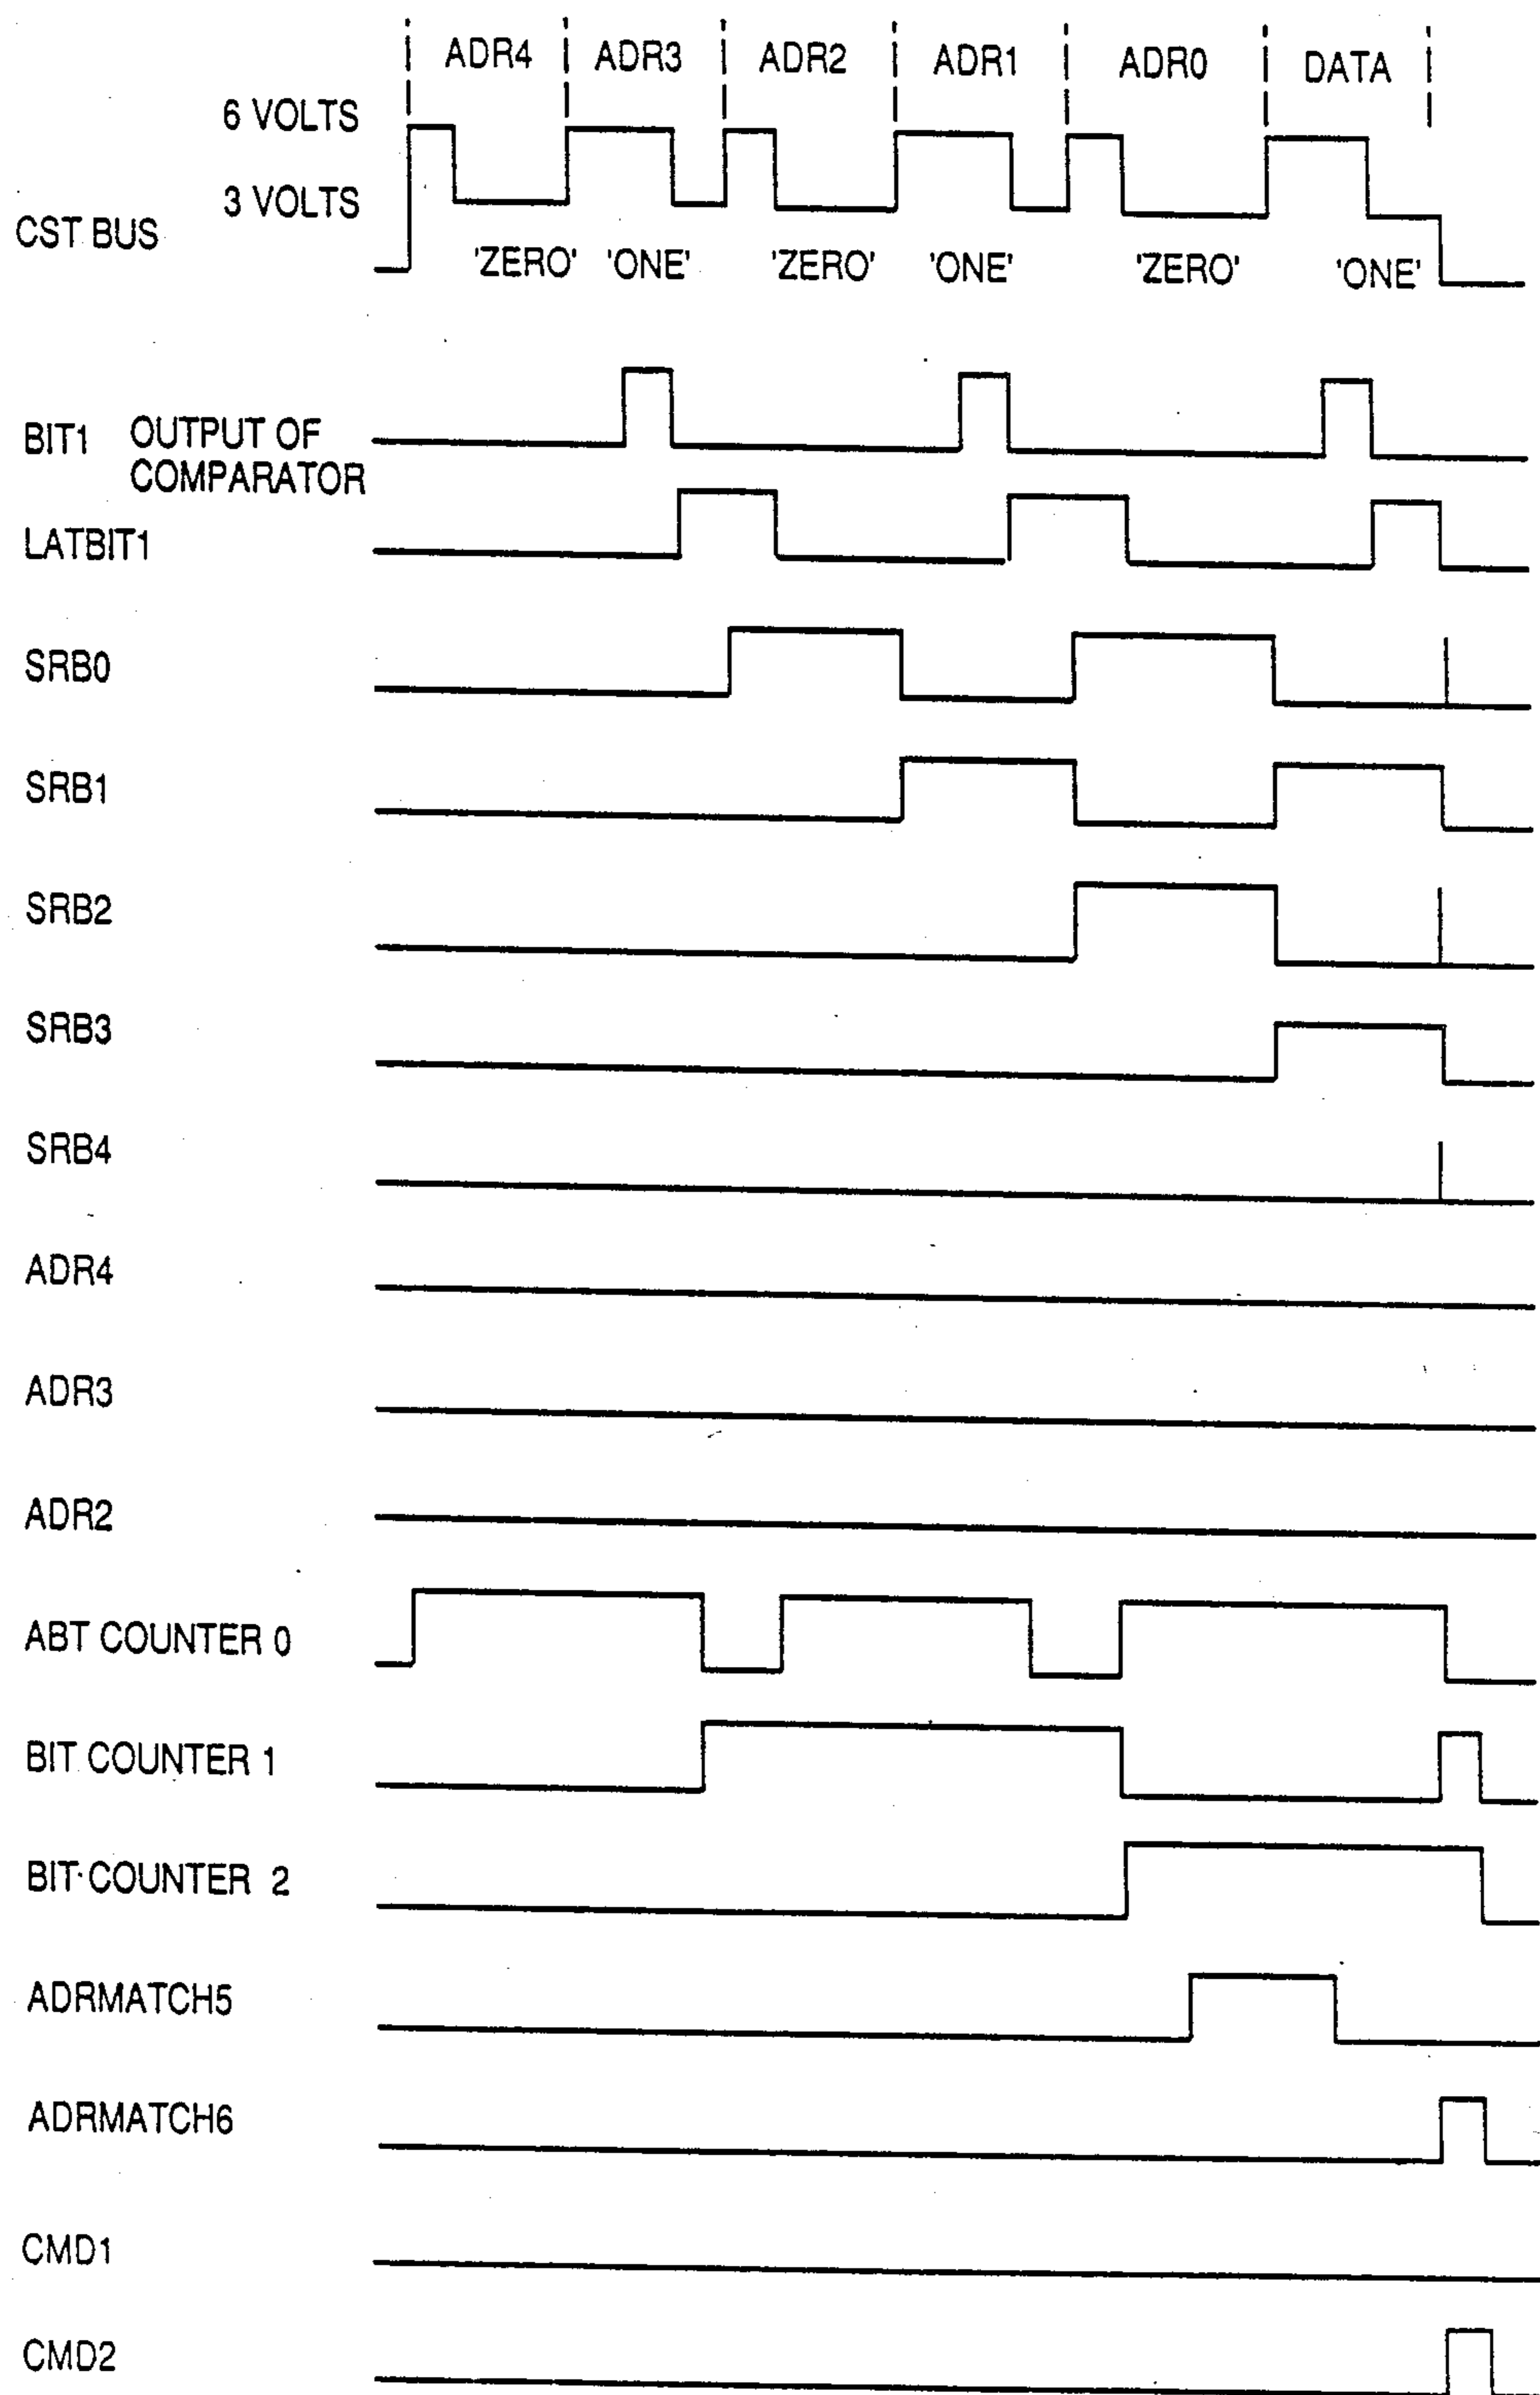 ADR4 ADR3 ADR2 ADR1 ADR0 DATA
6 VOLTS
3 VOLTS
CST BUS
'ZERO' 'ONE' 'ZERO' 'ONE' 'ZERO' 'ONE'
BIT1 OUTPUT OF
COMPARATOR
LATBIT1
SRB0
SRB1
SRB2
SRB3
SRB4
ADR4
ADR3
ADR2
ABT COUNTER 0
BIT COUNTER 1
BIT COUNTER 2
ADRMATCH5
ADRMATCH6
CMD1
CMD2